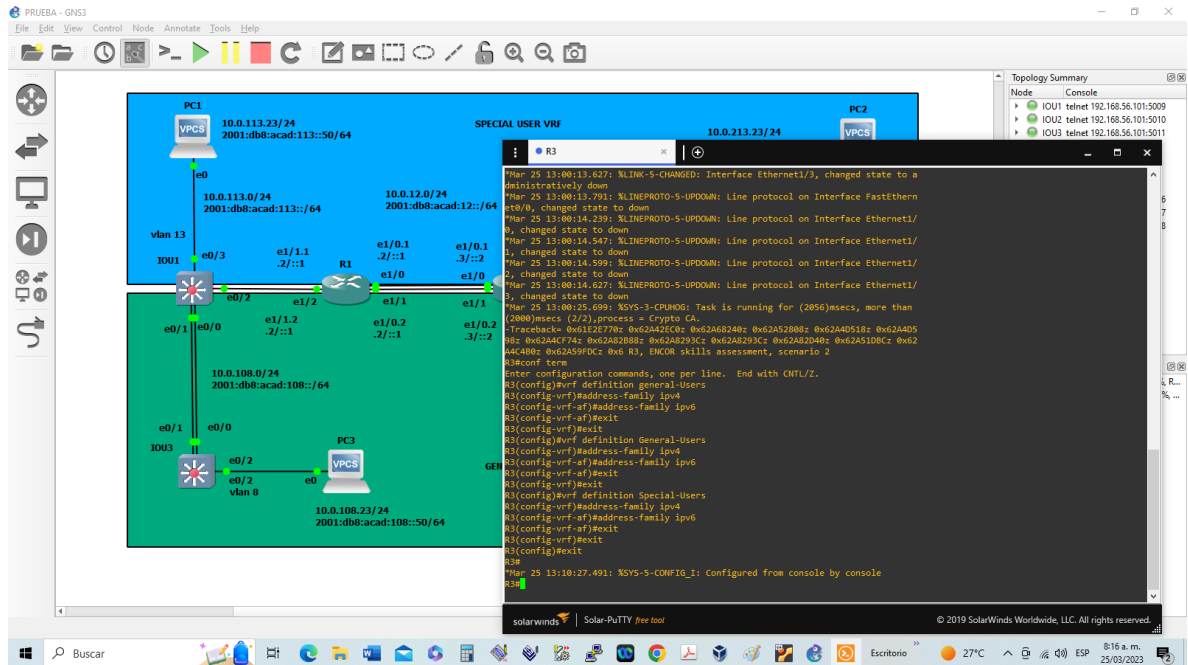 PRUEBA - GNS3
File Edit View Control Node Annotate Tools Help
Topology Summary
Node Console
IOU1 telnet 192.168.56.101:5009
IOU2 telnet 192.168.56.101:5010
IOU3 telnet 192.168.56.101:5011
6
7
8
, R...
%, ...
PC1
VPCS
10.0.113.23/24
2001:db8:acad:113::50/64
SPECIAL USER VRF
PC2
VPCS
10.0.213.23/24
e0
10.0.113.0/24
2001:db8:acad:113::/64
10.0.12.0/24
2001:db8:acad:12::/64
vlan 13
IOU1
e0/3
e1/1.1
.2/::1
R1
e1/0.1
.2/::1
e1/0.1
.3/::2
e1/0
e1/0
e0/2
e1/2
e1/1
e1/1
e0/1
e0/0
e1/1.2
.2/::1
e1/0.2
.2/::1
e1/0.2
.3/::2
10.0.108.0/24
2001:db8:acad:108::/64
e0/1
e0/0
IOU3
e0/2
e0/2
vlan 8
e0
PC3
VPCS
GEN
10.0.108.23/24
2001:db8:acad:108::50/64
R3
*Mar 25 13:00:13.627: %LINK-5-CHANGED: Interface Ethernet1/3, changed state to a
dministratively down
*Mar 25 13:00:13.791: %LINEPROTO-5-UPDOWN: Line protocol on Interface FastEthern
et0/0, changed state to down
*Mar 25 13:00:14.239: %LINEPROTO-5-UPDOWN: Line protocol on Interface Ethernet1/
0, changed state to down
*Mar 25 13:00:14.547: %LINEPROTO-5-UPDOWN: Line protocol on Interface Ethernet1/
1, changed state to down
*Mar 25 13:00:14.599: %LINEPROTO-5-UPDOWN: Line protocol on Interface Ethernet1/
2, changed state to down
*Mar 25 13:00:14.627: %LINEPROTO-5-UPDOWN: Line protocol on Interface Ethernet1/
3, changed state to down
*Mar 25 13:00:25.699: %SYS-3-CPUHOG: Task is running for (2056)msecs, more than
(2000)msecs (2/2),process = Crypto CA.
-Traceback= 0x61E2E770z 0x62A42EC0z 0x62A68240z 0x62A52808z 0x62A4D518z 0x62A4D5
98z 0x62A4CF74z 0x62A82B88z 0x62A8293Cz 0x62A8293Cz 0x62A82D40z 0x62A51DBCz 0x62
A4C4B0z 0x62A59FDCz 0x6 R3, ENCOR skills assessment, scenario 2
R3#conf term
Enter configuration commands, one per line. End with CNTL/Z.
R3(config)#vrf definition general-Users
R3(config-vrf)#address-family ipv4
R3(config-vrf-af)#address-family ipv6
R3(config-vrf-af)#exit
R3(config-vrf)#exit
R3(config)#vrf definition General-Users
R3(config-vrf)#address-family ipv4
R3(config-vrf-af)#address-family ipv6
R3(config-vrf-af)#exit
R3(config-vrf)#exit
R3(config)#vrf definition Special-Users
R3(config-vrf)#address-family ipv4
R3(config-vrf-af)#address-family ipv6
R3(config-vrf-af)#exit
R3(config-vrf)#exit
R3(config)#exit
R3#
*Mar 25 13:10:27.491: %SYS-5-CONFIG_I: Configured from console by console
R3#
solarwinds Solar-PuTTY free tool
© 2019 SolarWinds Worldwide, LLC. All rights reserved.
Buscar
Escritorio
27°C
ESP
8:16 a. m.
25/03/2023
2